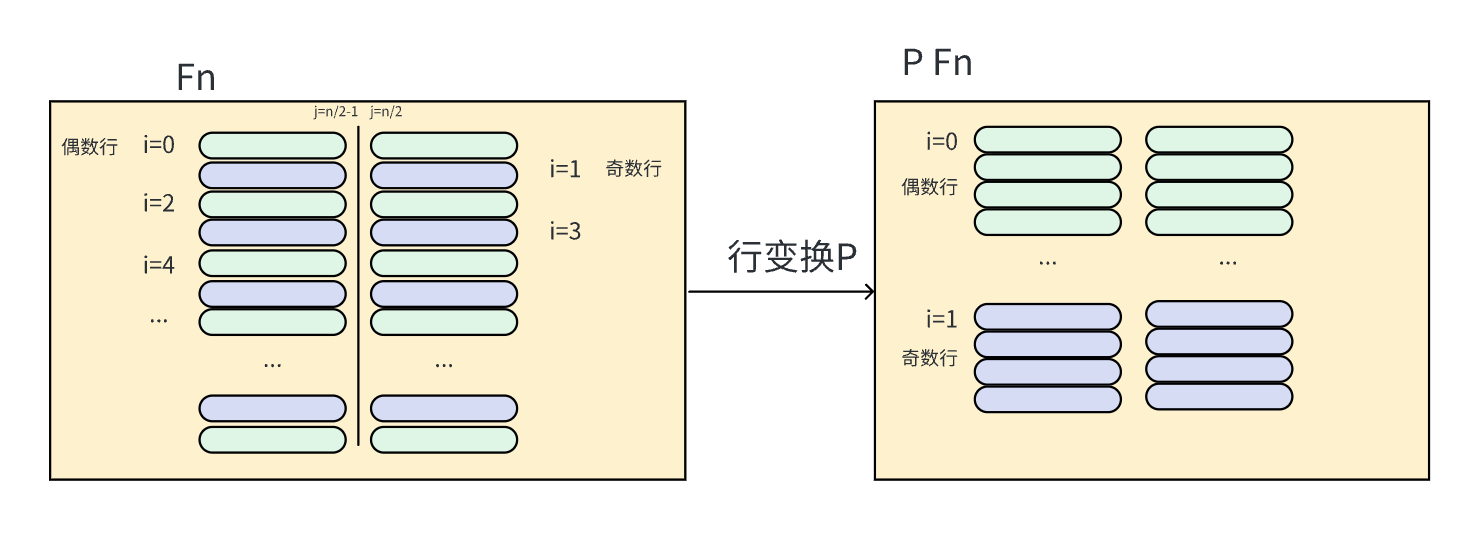 Fn
j=n/2-1 j=n/2
偶数行 i=0
i=1 奇数行
i=2
i=3
i=4
...
... ...
行变换P
P Fn
i=0
偶数行
... ...
i=1
奇数行